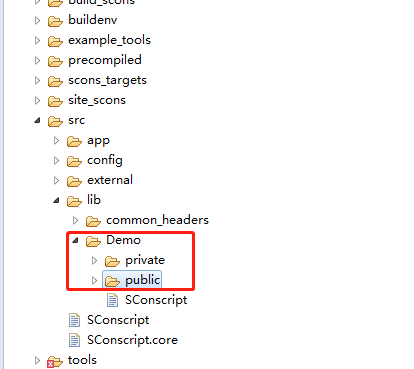 build_scons
buildenv
example_tools
precompiled
scons_targets
site_scons
src
app
config
external
lib
common_headers
Demo
private
public
SConscript
SConscript
SConscript.core
tools